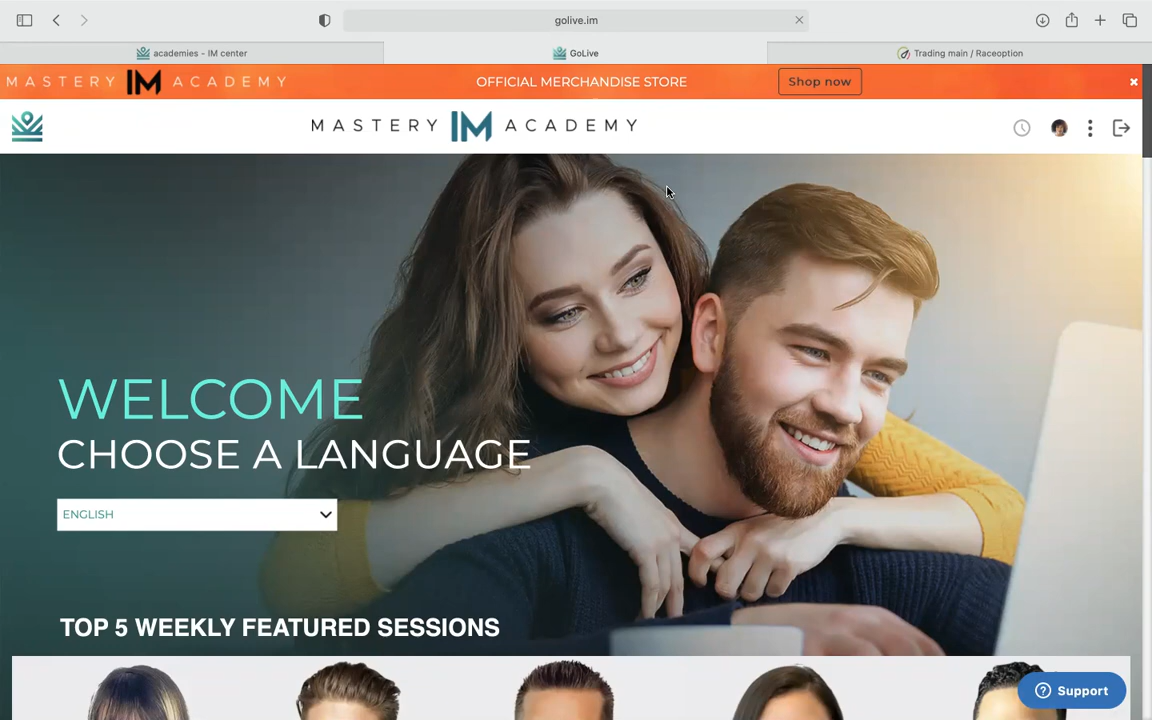 golive.im
academies - IM center
GoLive
Trading main / Raceoption
MASTERY IM ACADEMY
OFFICIAL MERCHANDISE STORE
Shop now
MASTERY IM ACADEMY
WELCOME
CHOOSE A LANGUAGE
ENGLISH
TOP 5 WEEKLY FEATURED SESSIONS
Support